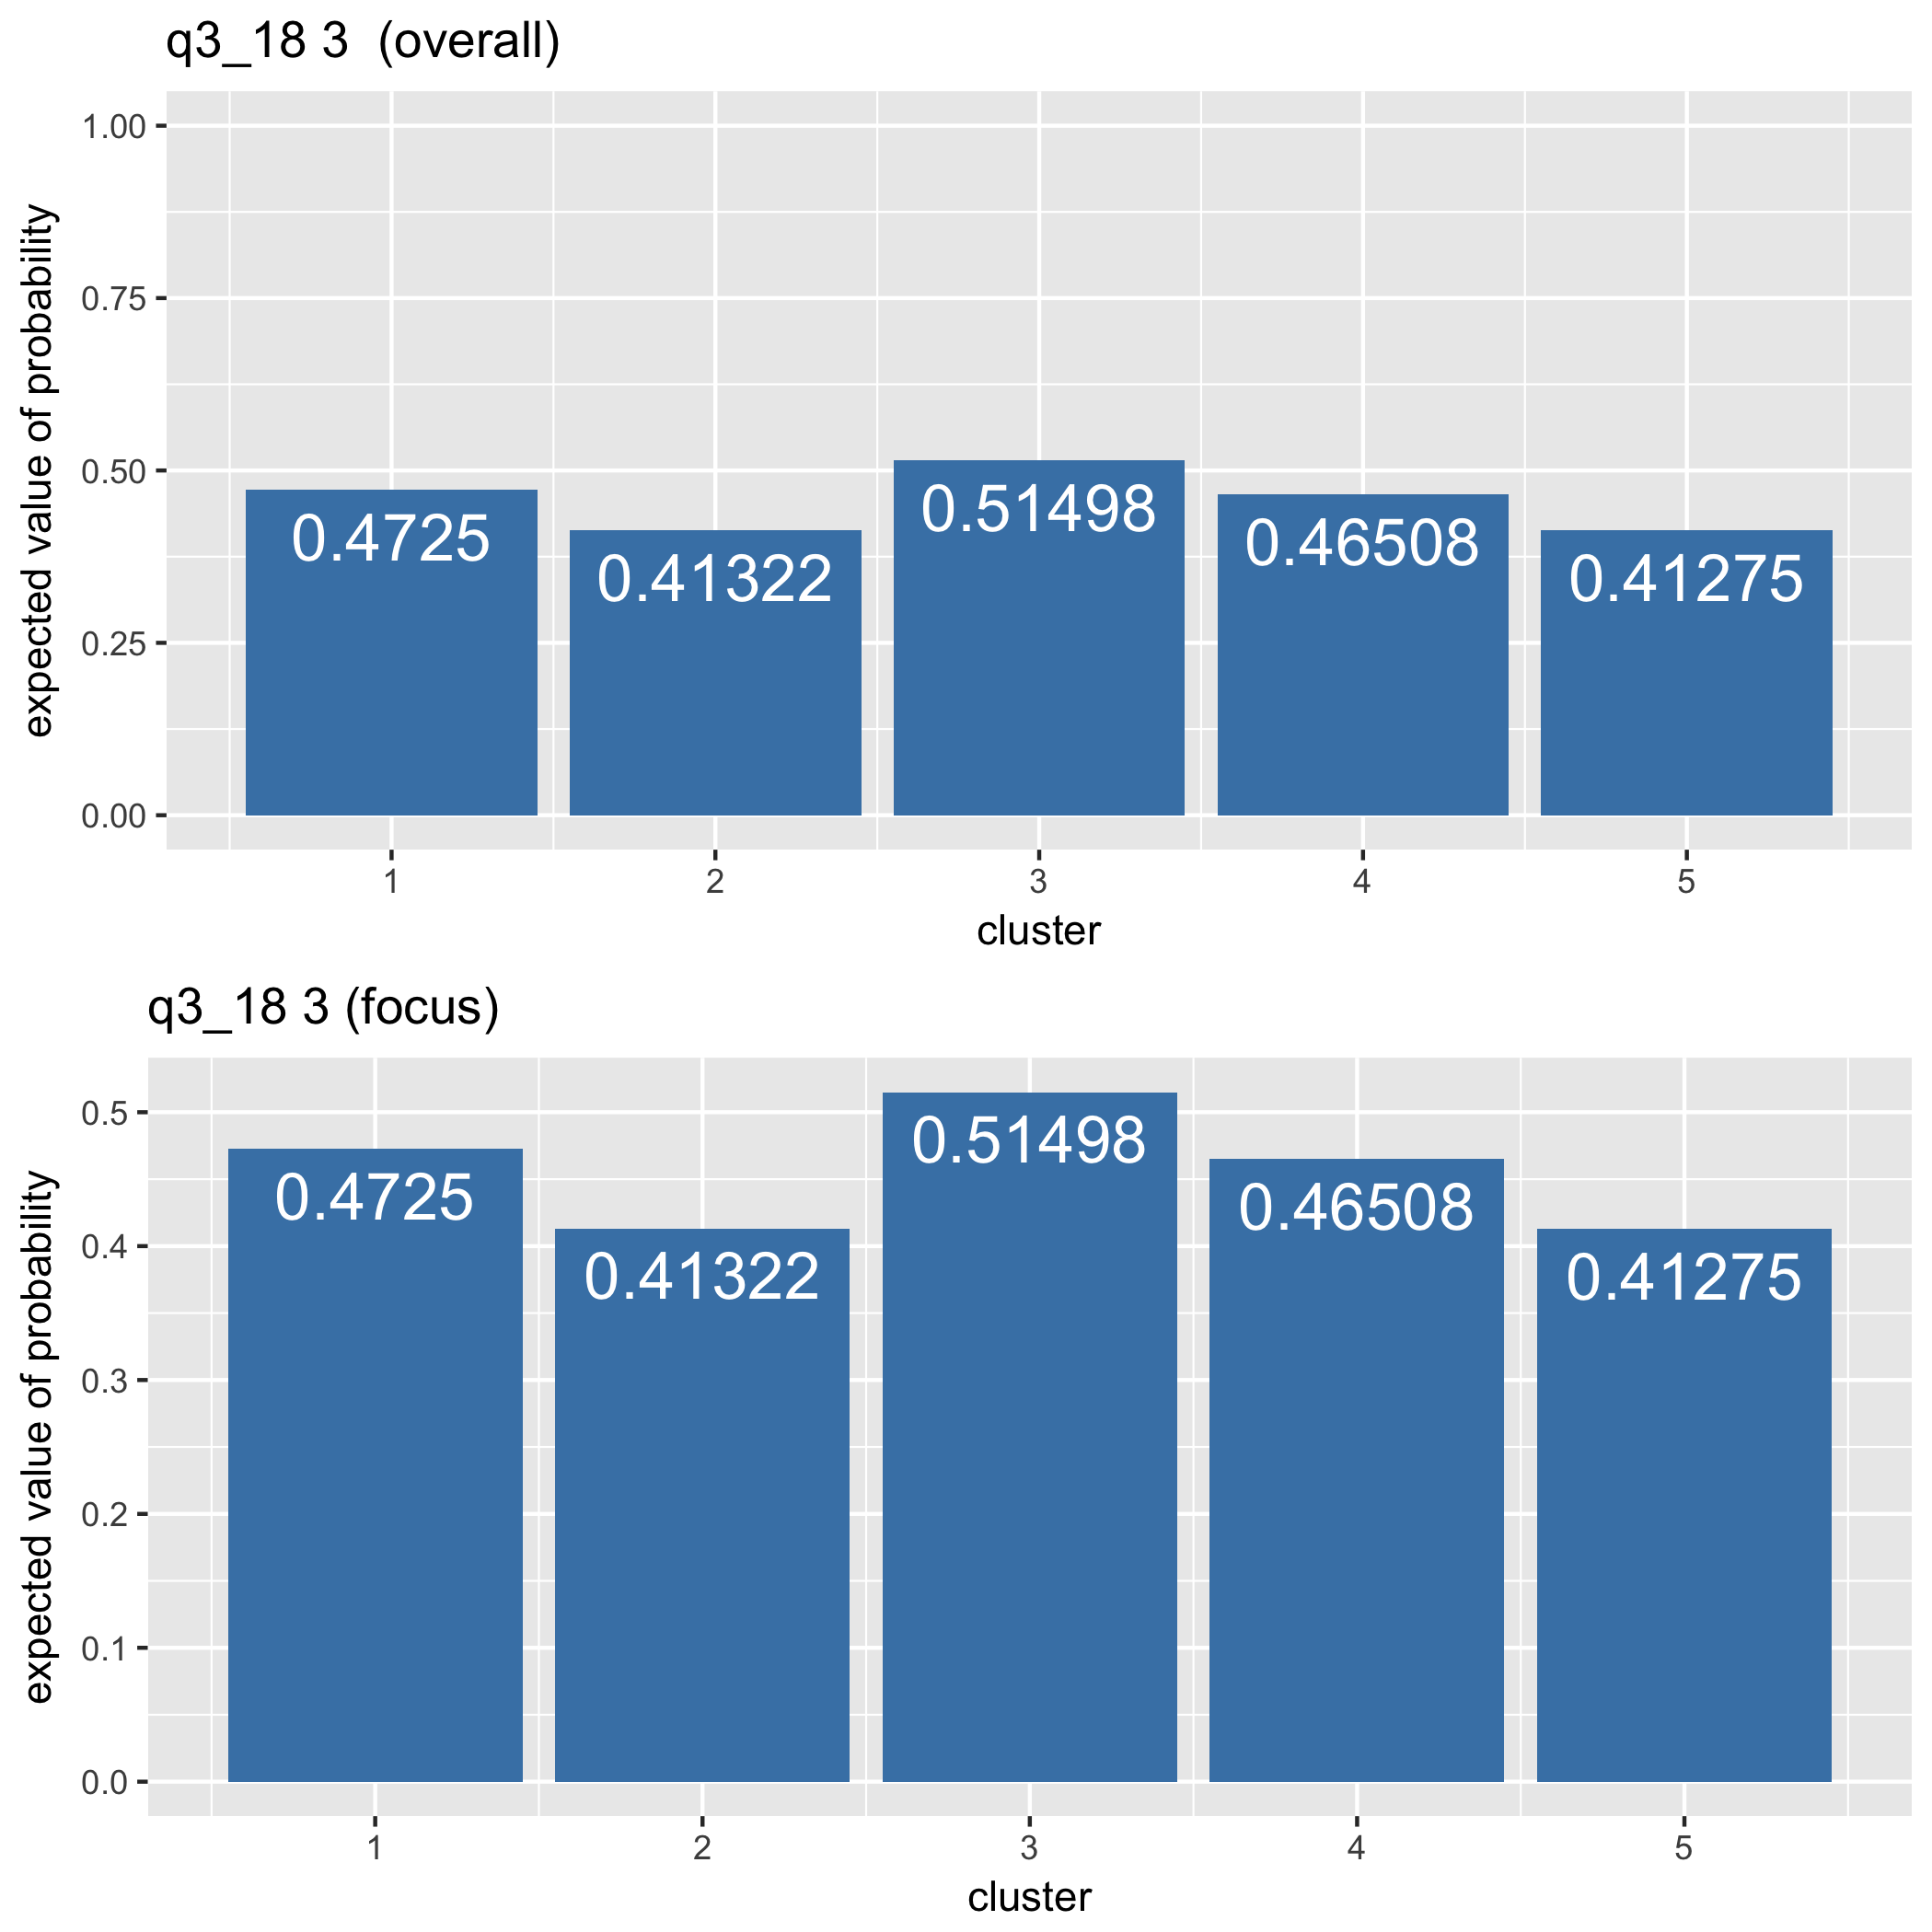 q3_18 3  (overall)
expected value of probability
1.00
0.75
0.50
0.25
0.00
0.4725
0.41322
0.51498
0.46508
0.41275
1 2 3 4 5
cluster
q3_18 3 (focus)
expected value of probability
0.5
0.4
0.3
0.2
0.1
0.0
0.4725
0.41322
0.51498
0.46508
0.41275
1 2 3 4 5
cluster